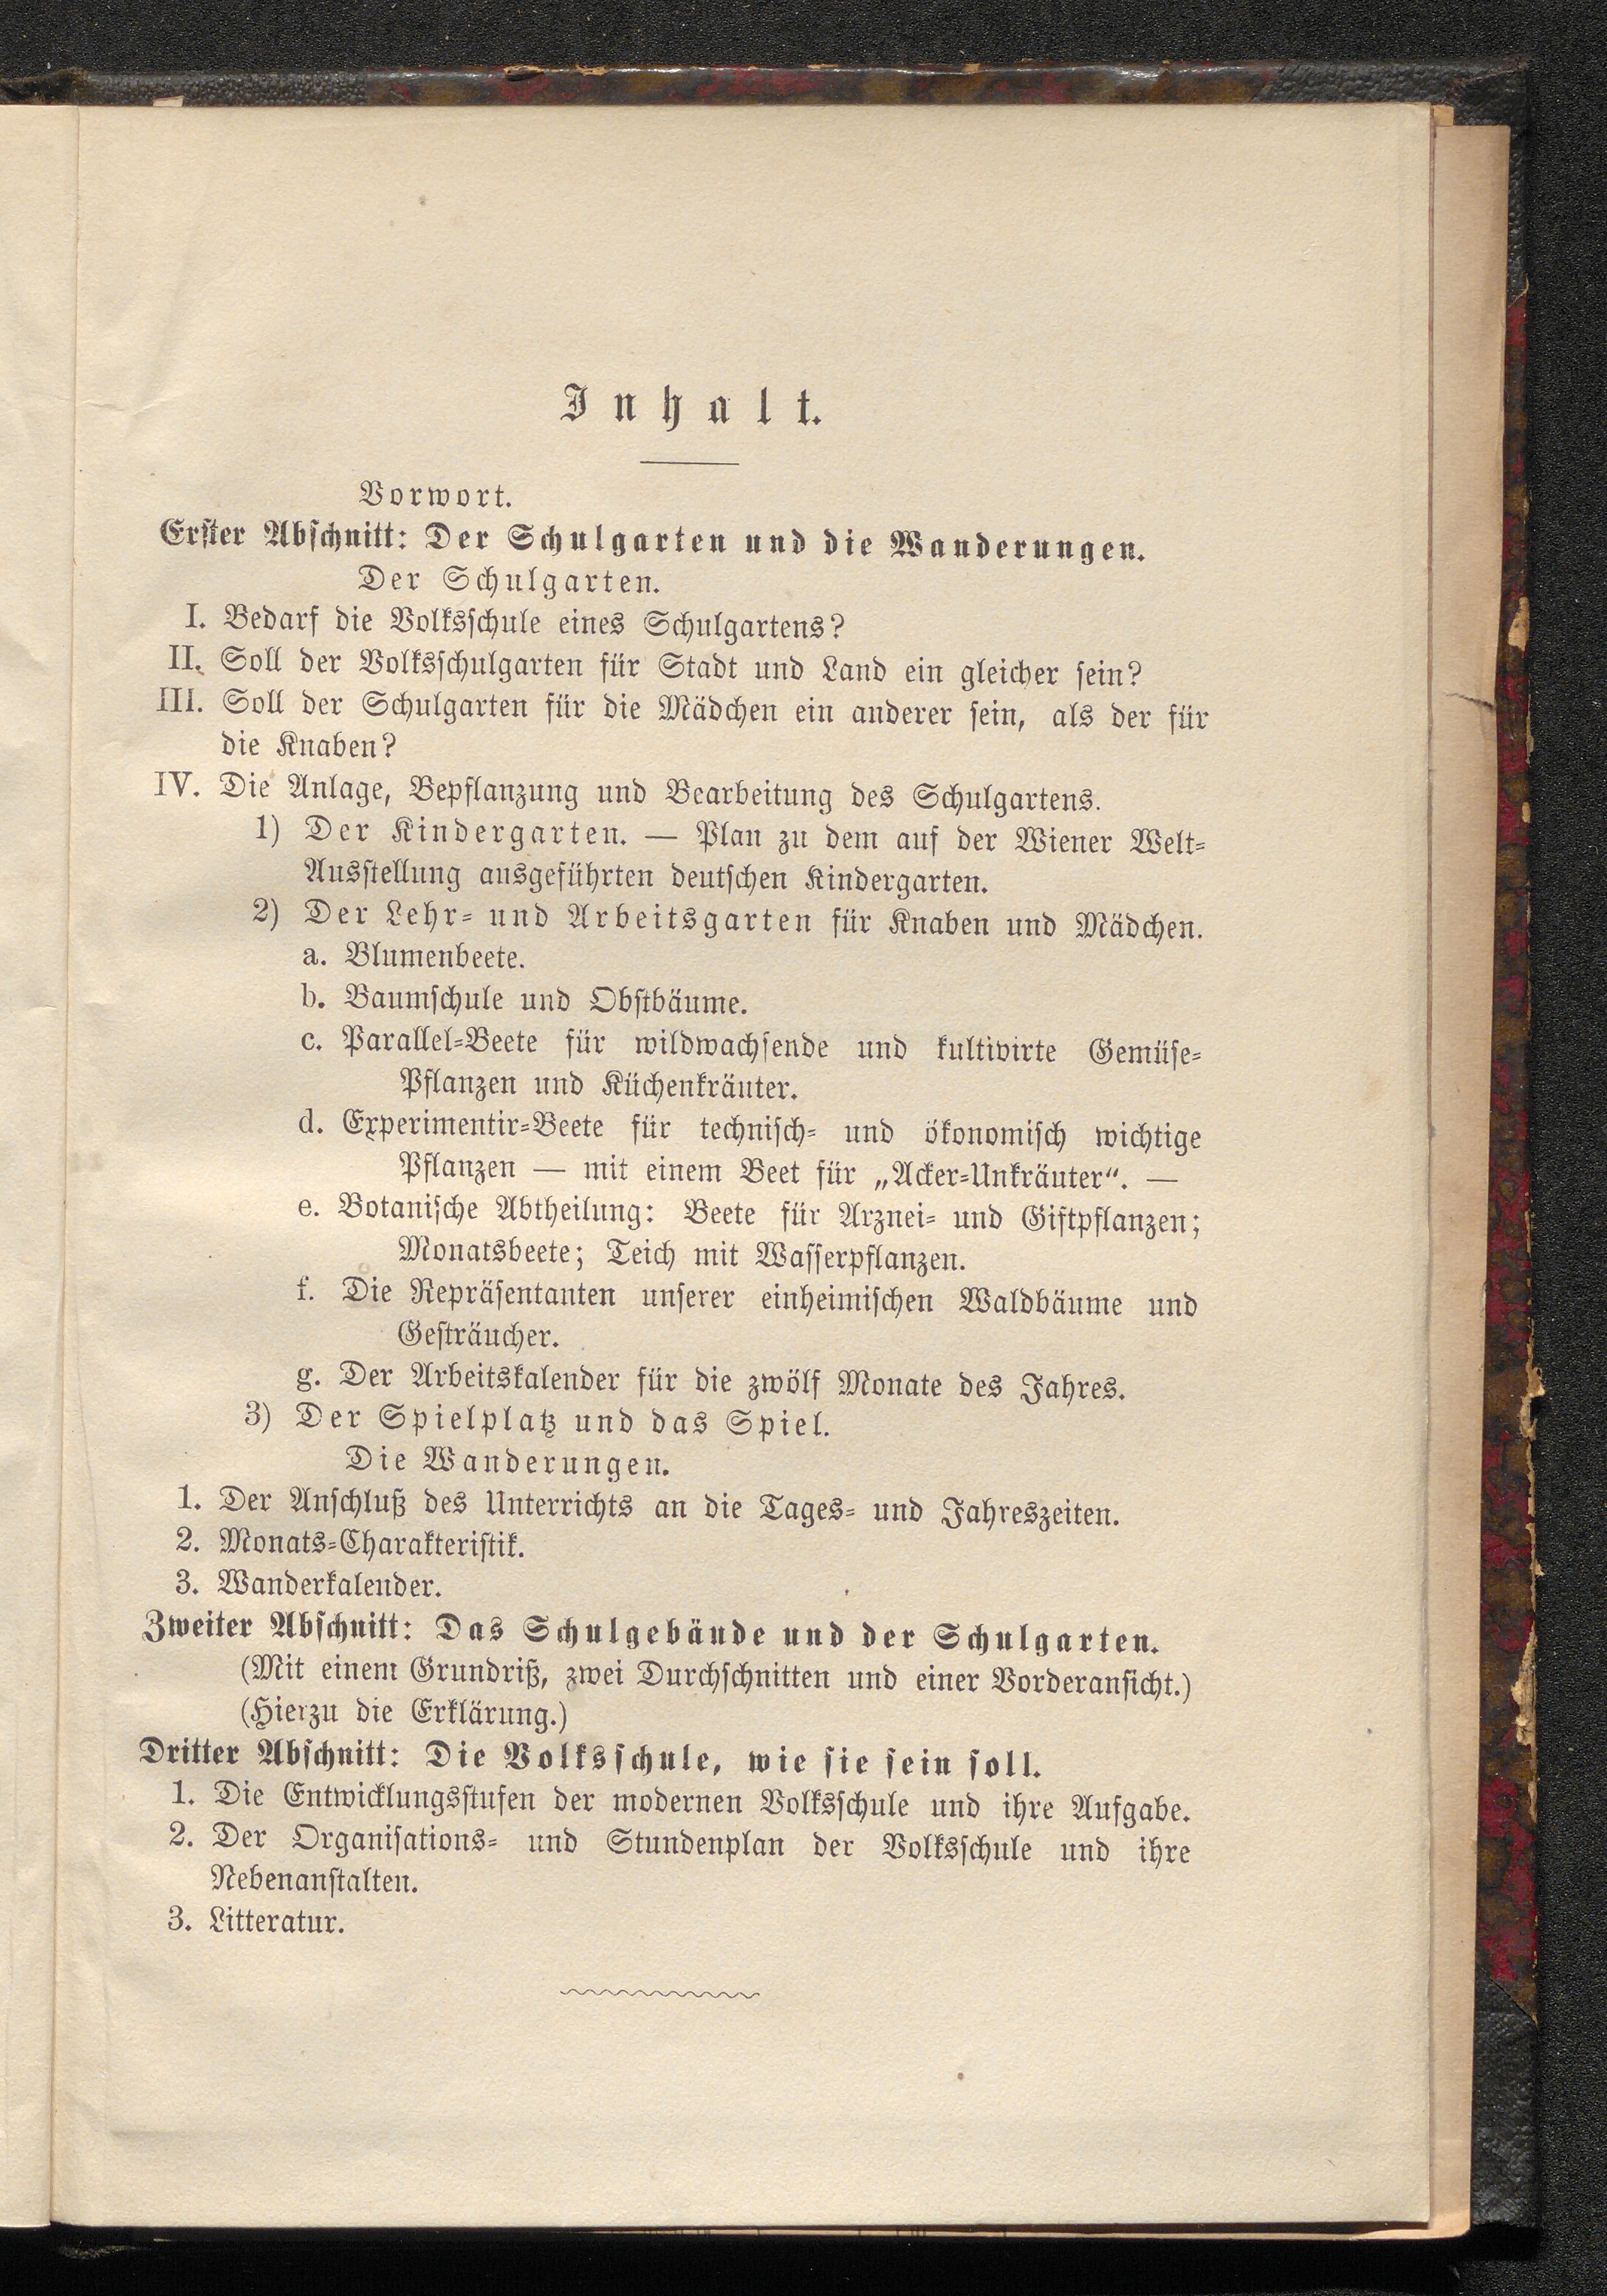 Inhalt.
Vorwort.
Erster Abschnitt: Der Schulgarten und die Wanderungen.
Der Schulgarten.
I. Bedarf die Volksschule eines Schulgartens?
II. Soll der Volksschulgarten für Stadt und Land ein gleicher sein?
III. Soll der Schulgarten für die Mädchen ein anderer sein, als der für
die Knaben?
IV. Die Anlage, Bepflanzung und Bearbeitung des Schulgartens.
1) Der Kindergarten. — Plan zu dem auf der Wiener Welt-
Ausstellung ausgeführten deutschen Kindergarten.
2) Der Lehr- und Arbeitsgarten für Knaben und Mädchen.
a. Blumenbeete.
b. Baumschule und Obstbäume.
c. Parallel-Beete für wildwachsende und kultivirte Gemüse-
Pflanzen und Küchenkräuter.
d. Experimentir-Beete für technisch- und ökonomisch wichtige
Pflanzen — mit einem Beet für „Acker-Unkräuter“. —
e. Botanische Abtheilung: Beete für Arznei- und Giftpflanzen;
Monatsbeete; Teich mit Wasserpflanzen.
f. Die Repräsentanten unserer einheimischen Waldbäume und
Gesträucher.
g. Der Arbeitskalender für die zwölf Monate des Jahres.
3) Der Spielplatz und das Spiel.
Die Wanderungen.
1. Der Anschluß des Unterrichts an die Tages- und Jahreszeiten.
2. Monats-Charakteristik.
3. Wanderkalender.
Zweiter Abschnitt: Das Schulgebäude und der Schulgarten.
(Mit einem Grundriß, zwei Durchschnitten und einer Vorderansicht.)
(Hierzu die Erklärung.)
Dritter Abschnitt: Die Volksschule, wie sie sein soll.
1. Die Entwicklungsstufen der modernen Volksschule und ihre Aufgabe.
2. Der Organisations- und Stundenplan der Volksschule und ihre
Nebenanstalten.
3. Litteratur.